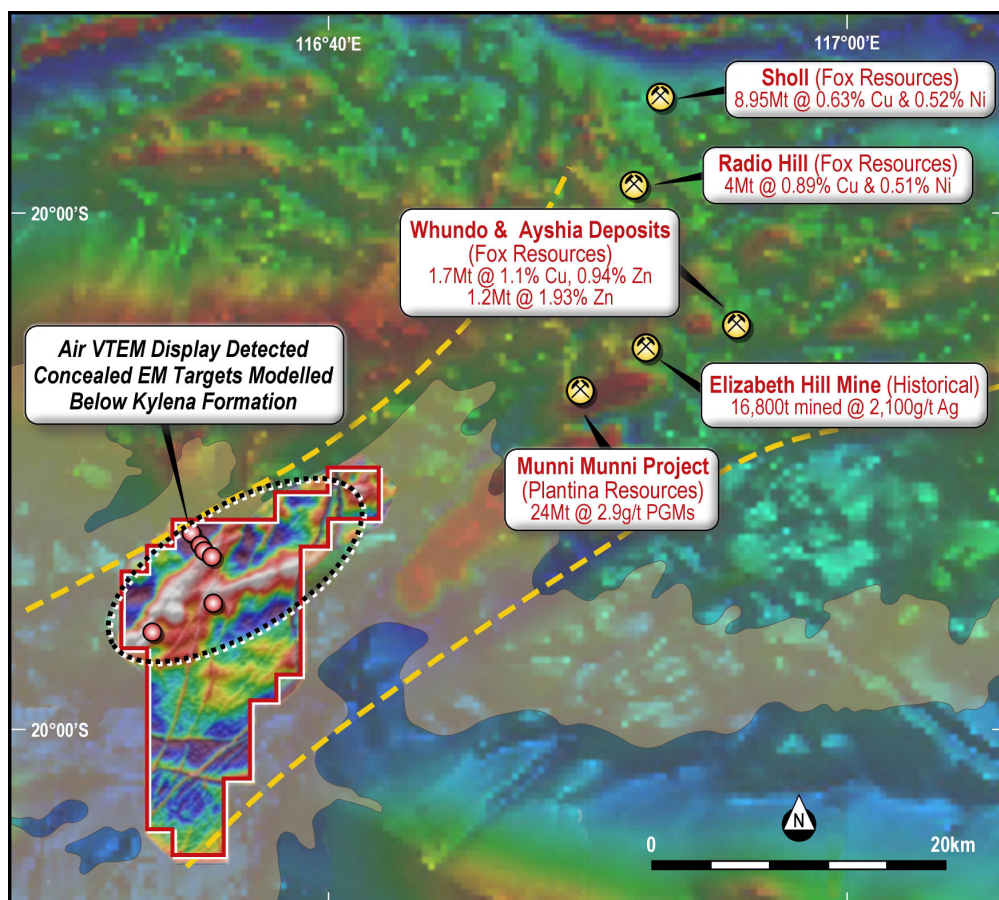 116°40'E
117°00'E
Sholl (Fox Resources)
8.95Mt @ 0.63% Cu & 0.52% Ni
Radio Hill (Fox Resources)
4Mt @ 0.89% Cu & 0.51% Ni
20°00'S
Whundo & Ayshia Deposits
(Fox Resources)
1.7Mt @ 1.1% Cu, 0.94% Zn
1.2Mt @ 1.93% Zn
Air VTEM Display Detected
Concealed EM Targets Modelled
Below Kylena Formation
Elizabeth Hill Mine (Historical)
16,800t mined @ 2,100g/t Ag
Munni Munni Project
(Plantina Resources)
24Mt @ 2.9g/t PGMs
20°00'S
N
0
20km